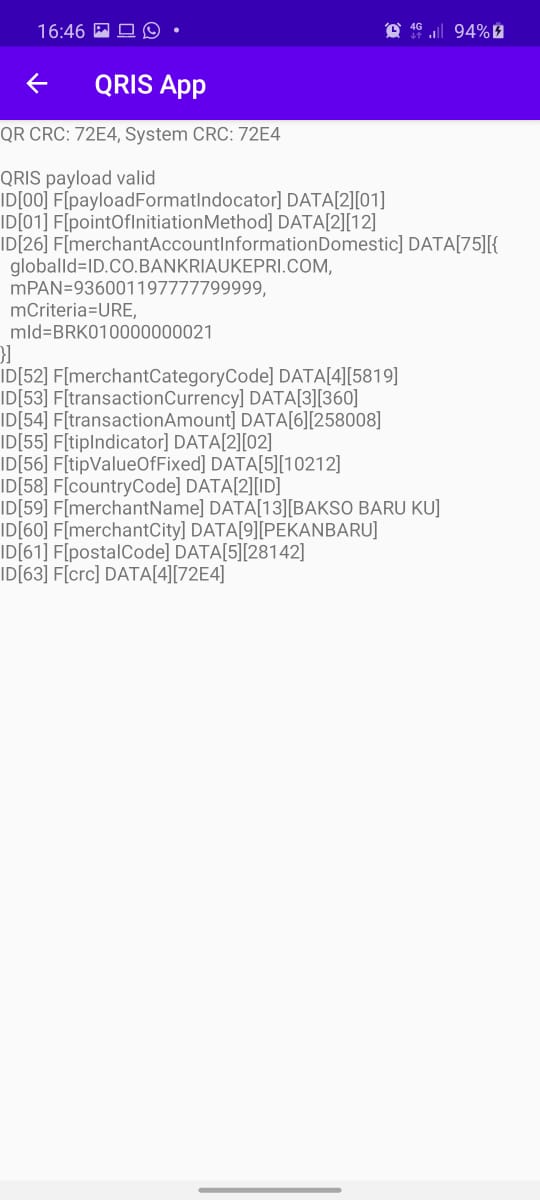 16:46
4G
94%
QRIS App
QR CRC: 72E4, System CRC: 72E4
QRIS payload valid
ID[00] F[payloadFormatIndocator] DATA[2][01]
ID[01] F[pointOfInitiationMethod] DATA[2][12]
ID[26] F[merchantAccountInformationDomestic] DATA[75][{
globalId=ID.CO.BANKRIAUKEPRI.COM,
mPAN=936001197777799999,
mCriteria=URE,
mId=BRK010000000021
}]
ID[52] F[merchantCategoryCode] DATA[4][5819]
ID[53] F[transactionCurrency] DATA[3][360]
ID[54] F[transactionAmount] DATA[6][258008]
ID[55] F[tipIndicator] DATA[2][02]
ID[56] F[tipValueOfFixed] DATA[5][10212]
ID[58] F[countryCode] DATA[2][ID]
ID[59] F[merchantName] DATA[13][BAKSO BARU KU]
ID[60] F[merchantCity] DATA[9][PEKANBARU]
ID[61] F[postalCode] DATA[5][28142]
ID[63] F[crc] DATA[4][72E4]